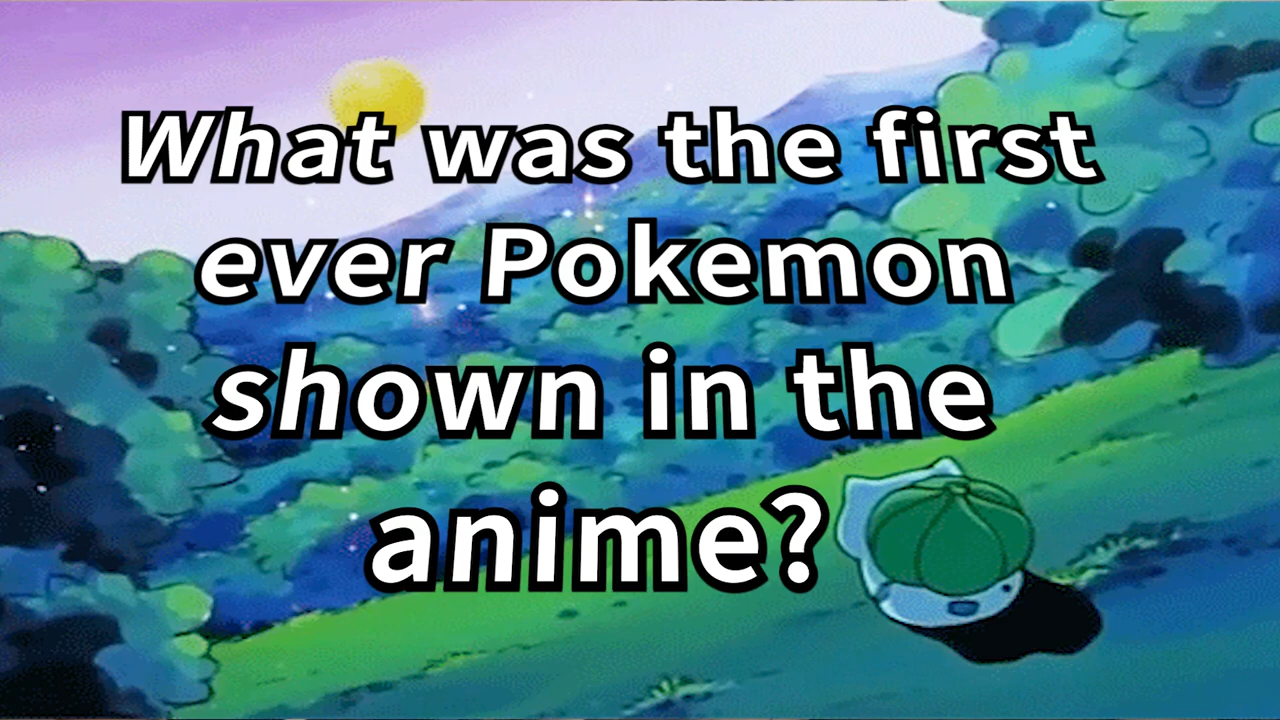 What was the first
ever Pokemon
shown in the
anime?